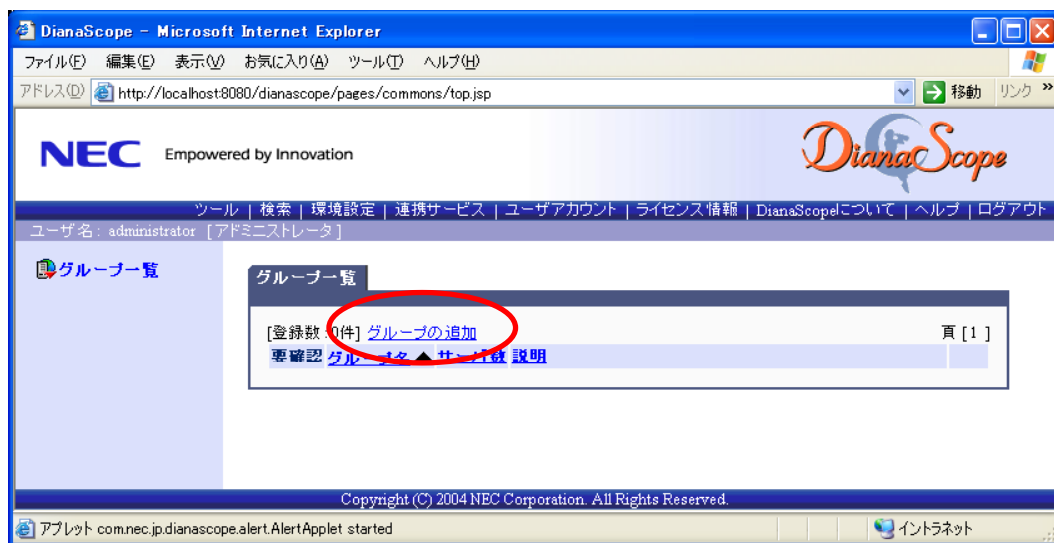 DianaScope - Microsoft Internet Explorer
ファイル(F) 編集(E) 表示(V) お気に入り(A) ツール(T) ヘルプ(H)
アドレス(D) http://localhost:8080/dianascope/pages/commons/top.jsp 移動 リンク »
NEC Empowered by Innovation DianaScope
ツール | 検索 | 環境設定 | 連携サービス | ユーザアカウント | ライセンス情報 | DianaScopeについて | ヘルプ | ログアウト
ユーザ名: administrator [アドミニストレータ]
グループ一覧
グループ一覧
[登録数:0件] グループの追加 頁 [1 ]
要確認 グループ名 ▲ サーバ数 説明
Copyright (C) 2004 NEC Corporation. All Rights Reserved.
アプレット com.nec.jp.dianascope.alert.AlertApplet started イントラネット